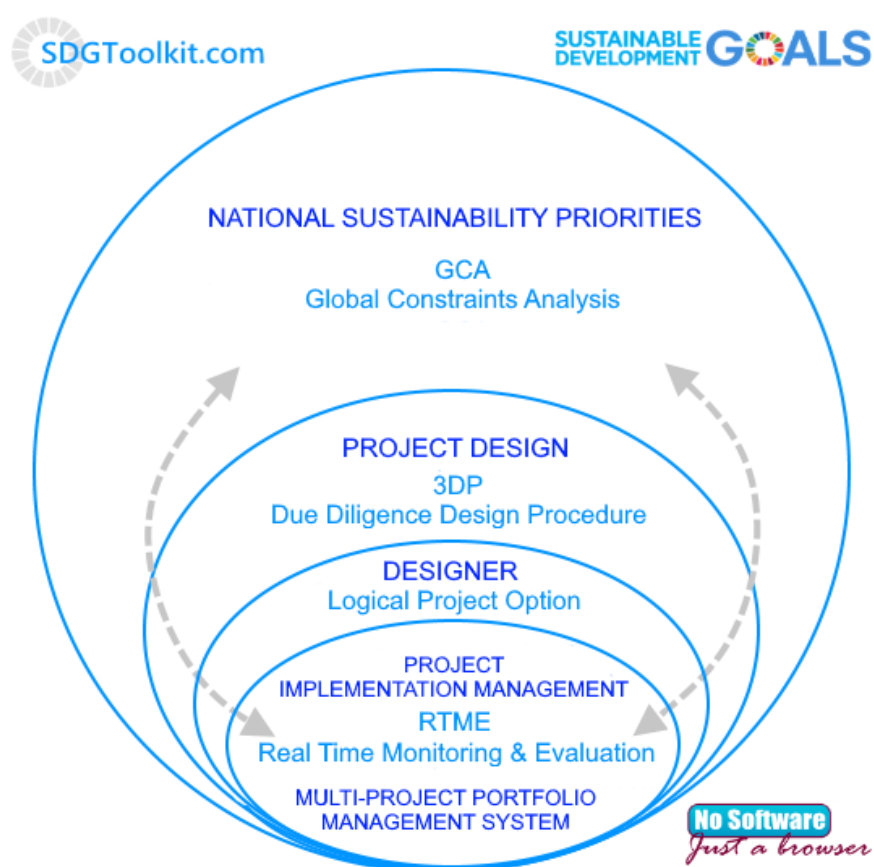 SDGToolkit.com
SUSTAINABLE
DEVELOPMENT GOALS
NATIONAL SUSTAINABILITY PRIORITIES
GCA
Global Constraints Analysis
PROJECT DESIGN
3DP
Due Diligence Design Procedure
DESIGNER
Logical Project Option
PROJECT
IMPLEMENTATION MANAGEMENT
RTME
Real Time Monitoring & Evaluation
MULTI-PROJECT PORTFOLIO
MANAGEMENT SYSTEM
No Software
Just a browser